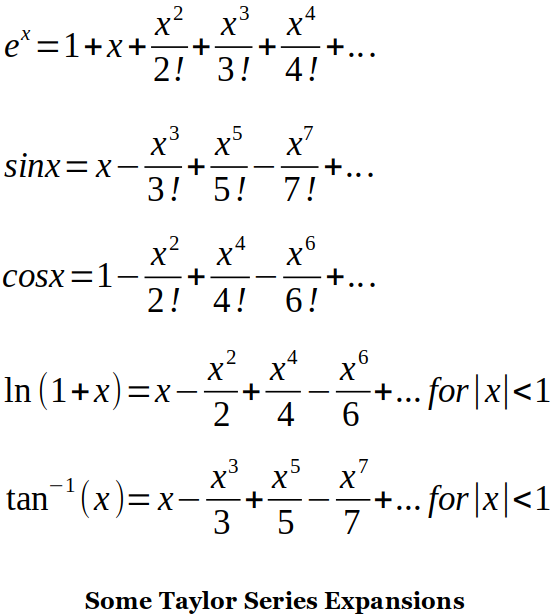 e^x = 1 + x + x^2/2! + x^3/3! + x^4/4! + ...
sinx = x − x^3/3! + x^5/5! − x^7/7! + ...
cosx = 1 − x^2/2! + x^4/4! − x^6/6! + ...
ln(1+x) = x − x^2/2 + x^4/4 − x^6/6 + ... for |x| < 1
tan^−1(x) = x − x^3/3 + x^5/5 − x^7/7 + ... for |x| < 1
Some Taylor Series Expansions